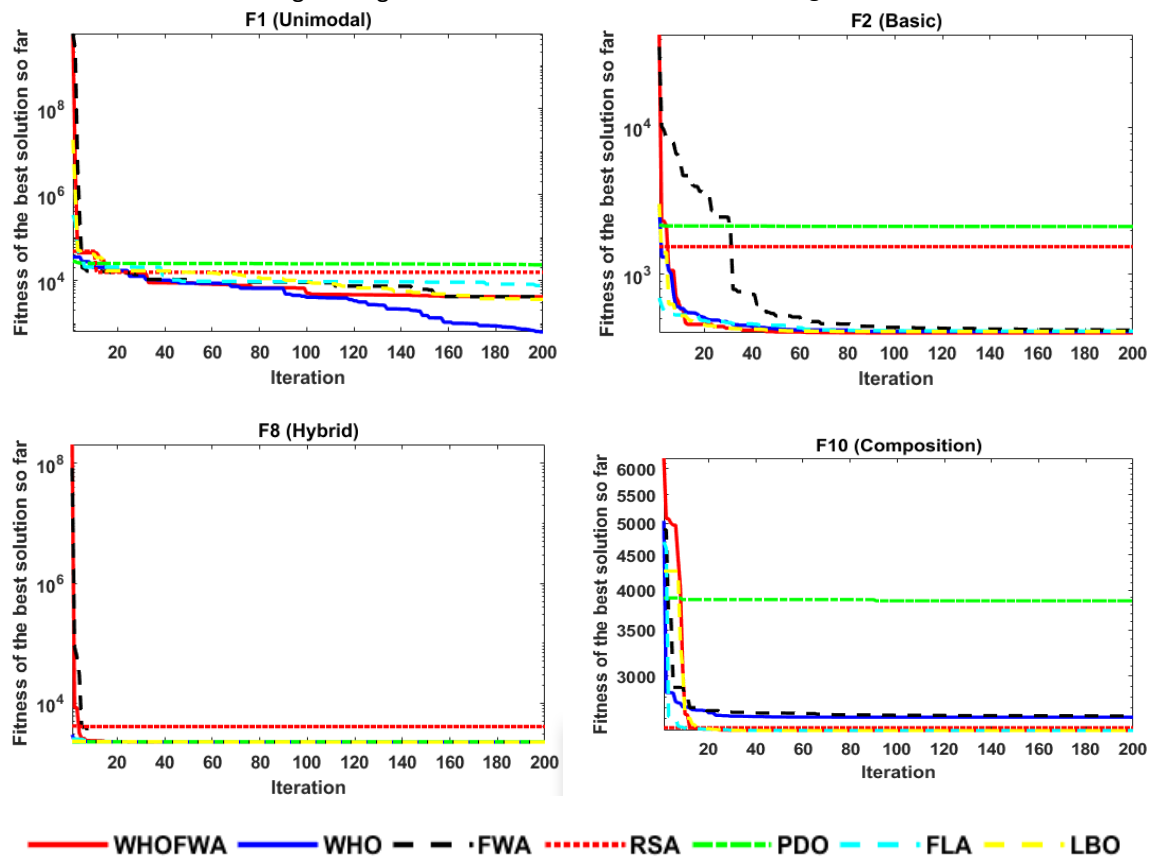 F1 (Unimodal)
Fitness of the best solution so far
10^8
10^6
10^4
20 40 60 80 100 120 140 160 180 200
Iteration
F2 (Basic)
Fitness of the best solution so far
10^4
10^3
20 40 60 80 100 120 140 160 180 200
Iteration
F8 (Hybrid)
Fitness of the best solution so far
10^8
10^6
10^4
20 40 60 80 100 120 140 160 180 200
Iteration
F10 (Composition)
Fitness of the best solution so far
6000
5500
5000
4500
4000
3500
3000
20 40 60 80 100 120 140 160 180 200
Iteration
WHOFWA WHO FWA RSA PDO FLA LBO